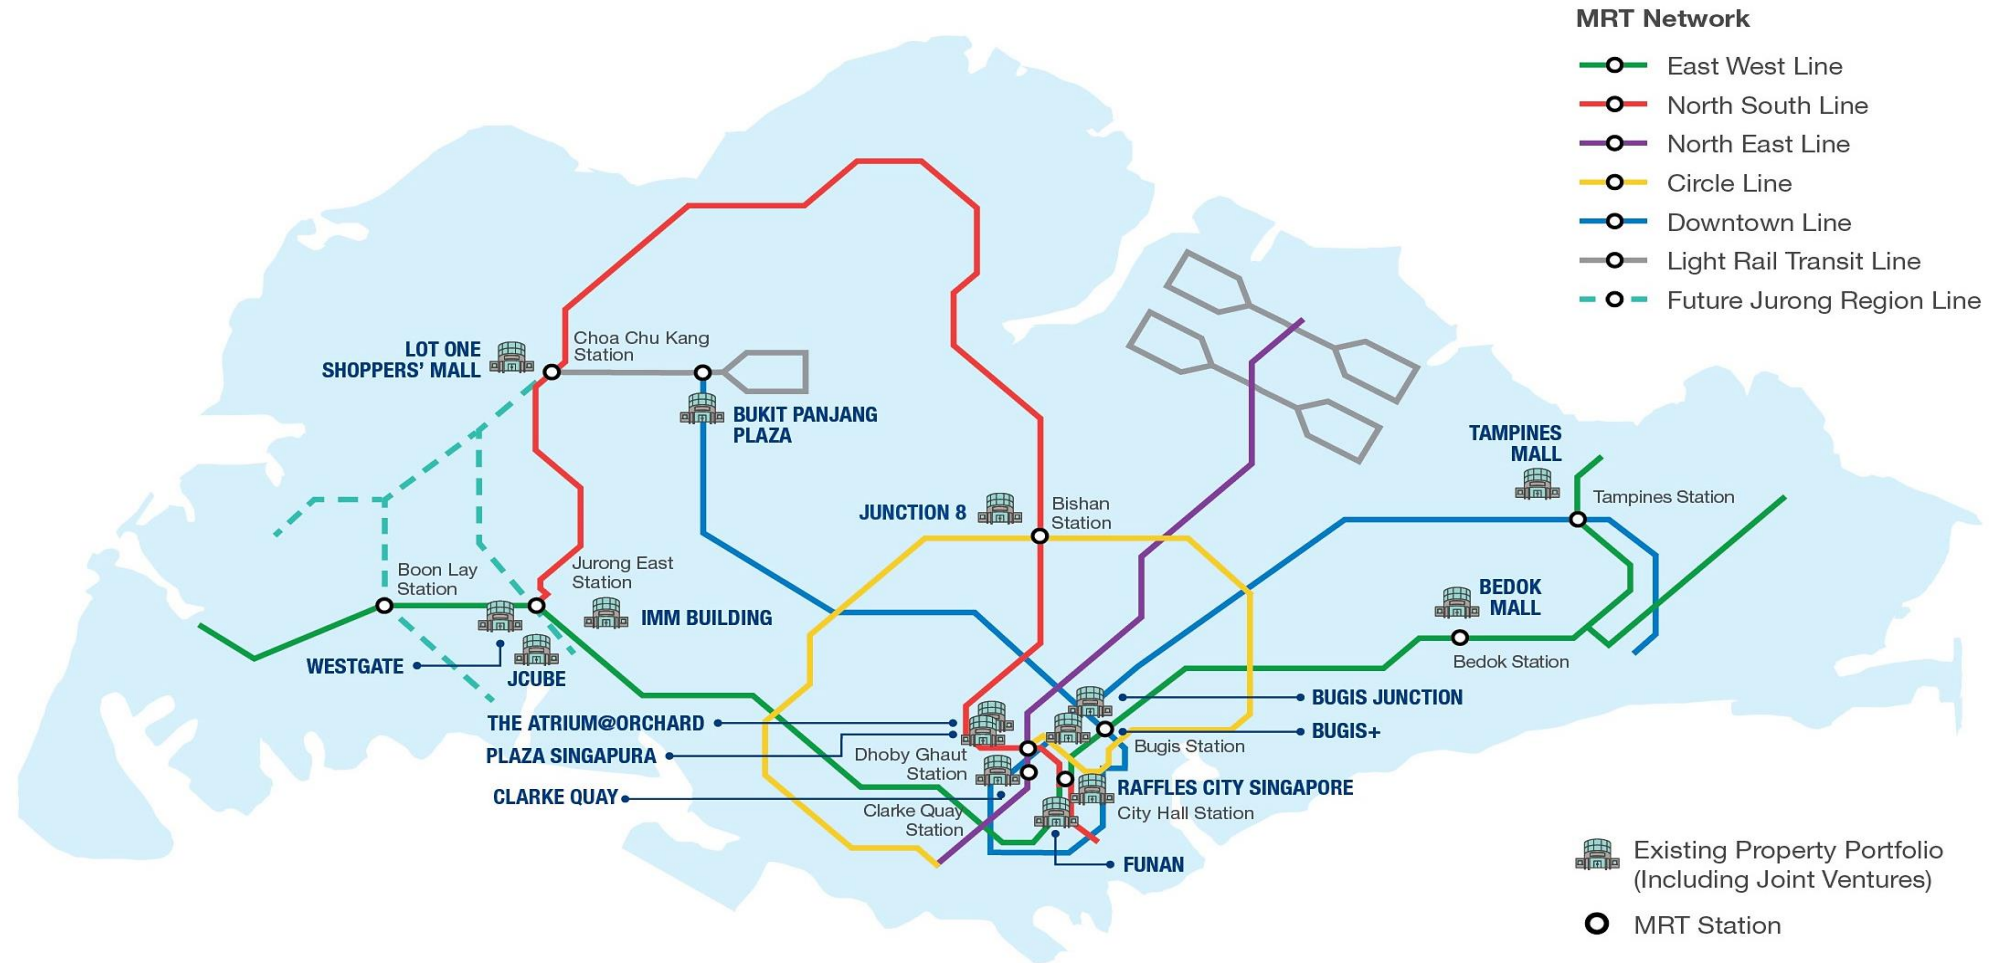 MRT Network
East West Line
North South Line
North East Line
Circle Line
Downtown Line
Light Rail Transit Line
Future Jurong Region Line
LOT ONE
SHOPPERS’ MALL
Choa Chu Kang
Station
BUKIT PANJANG
PLAZA
TAMPINES
MALL
Tampines Station
JUNCTION 8
Bishan
Station
Boon Lay
Station
Jurong East
Station
IMM BUILDING
BEDOK
MALL
Bedok Station
WESTGATE
JCUBE
THE ATRIUM@ORCHARD
PLAZA SINGAPURA
CLARKE QUAY
Dhoby Ghaut
Station
Clarke Quay
Station
BUGIS JUNCTION
BUGIS+
Bugis Station
RAFFLES CITY SINGAPORE
City Hall Station
FUNAN
Existing Property Portfolio
(Including Joint Ventures)
MRT Station